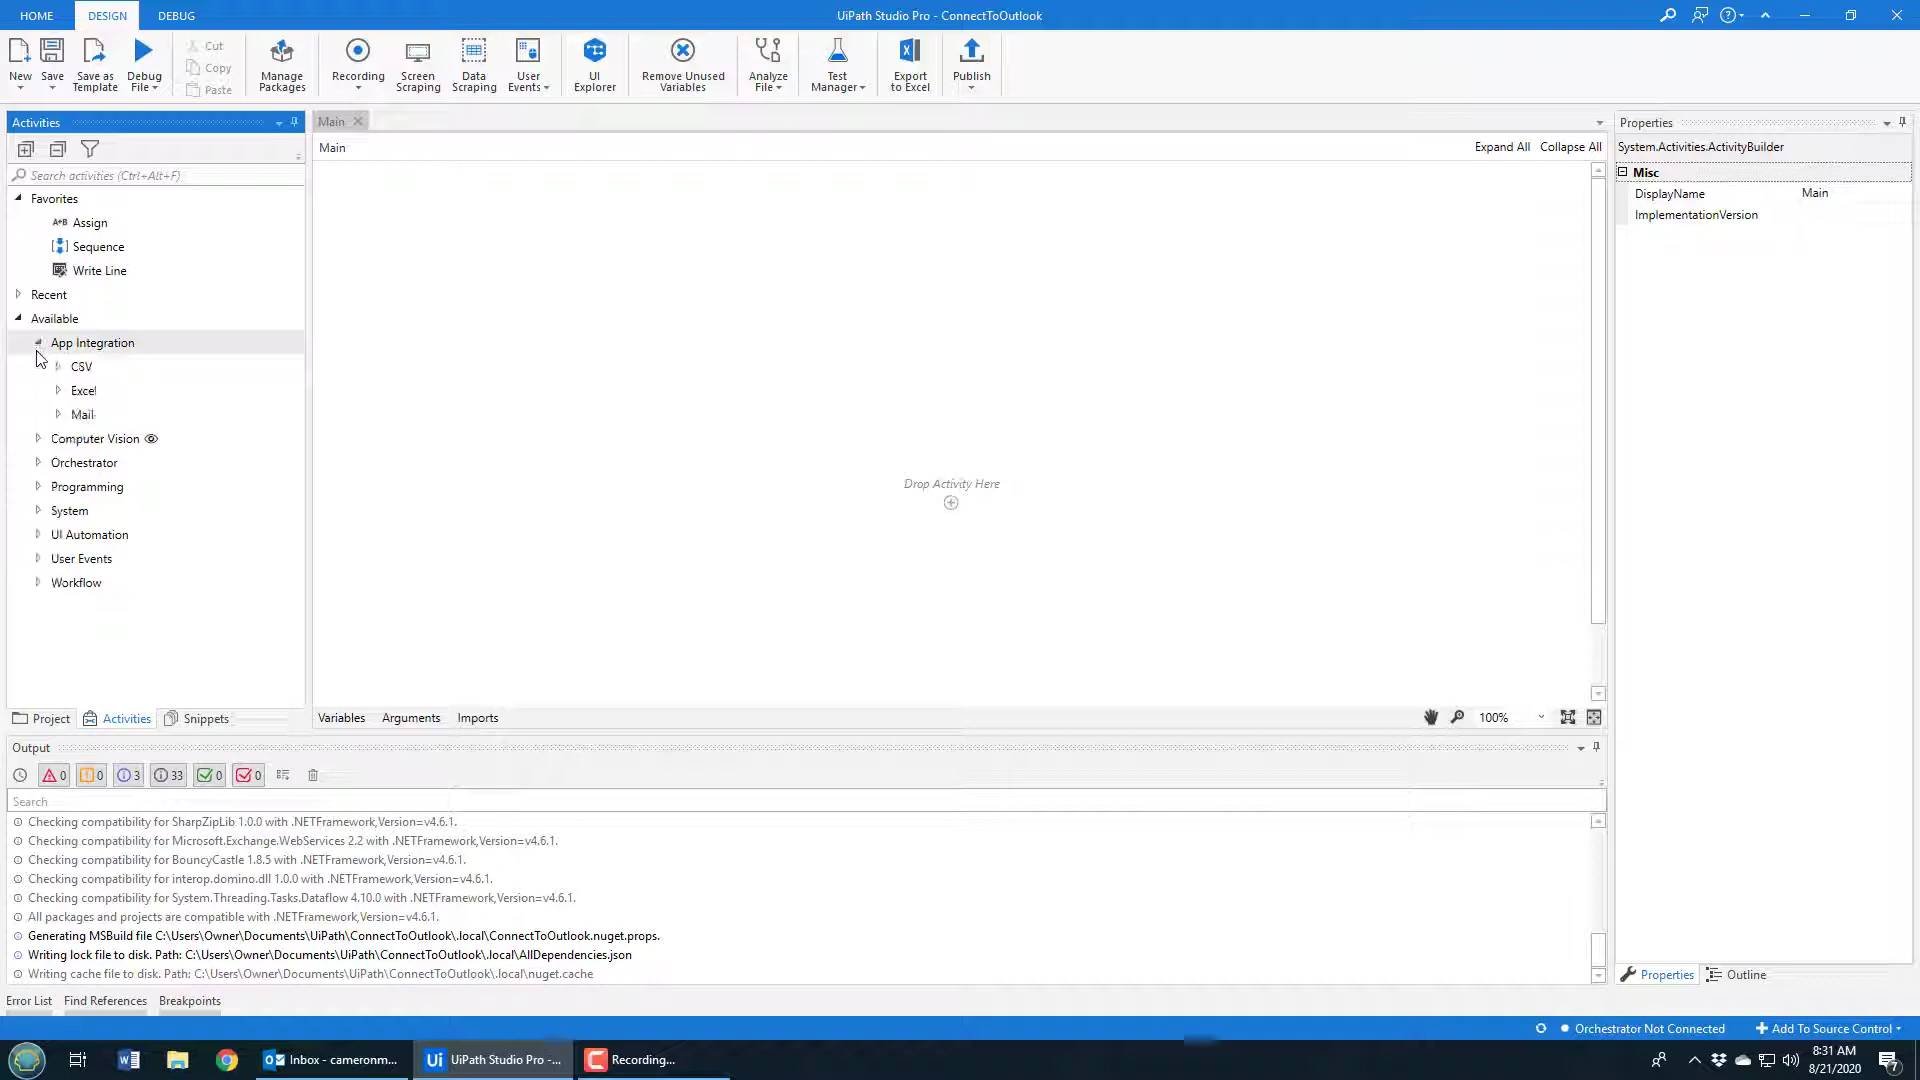 HOME
DESIGN
DEBUG
UiPath Studio Pro - ConnectToOutlook
New
Save
Save as Template
Debug File
Cut
Copy
Paste
Manage Packages
Recording
Screen Scraping
Data Scraping
User Events
UI Explorer
Remove Unused Variables
Analyze File
Test Manager
Export to Excel
Publish
Activities
Search activities (Ctrl+Alt+F)
Favorites
A+B Assign
Sequence
Write Line
Recent
Available
App Integration
CSV
Excel
Mail
Computer Vision
Orchestrator
Programming
System
UI Automation
User Events
Workflow
Project
Activities
Snippets
Main
Main
Expand All
Collapse All
Drop Activity Here
Variables
Arguments
Imports
100%
Properties
System.Activities.ActivityBuilder
Misc
DisplayName Main
ImplementationVersion
Output
0
0
3
33
0
0
Search
Checking compatibility for SharpZipLib 1.0.0 with .NETFramework,Version=v4.6.1.
Checking compatibility for Microsoft.Exchange.WebServices 2.2 with .NETFramework,Version=v4.6.1.
Checking compatibility for BouncyCastle 1.8.5 with .NETFramework,Version=v4.6.1.
Checking compatibility for interop.domino.dll 1.0.0 with .NETFramework,Version=v4.6.1.
Checking compatibility for System.Threading.Tasks.Dataflow 4.10.0 with .NETFramework,Version=v4.6.1.
All packages and projects are compatible with .NETFramework,Version=v4.6.1.
Generating MSBuild file C:\Users\Owner\Documents\UiPath\ConnectToOutlook\.local\ConnectToOutlook.nuget.props.
Writing lock file to disk. Path: C:\Users\Owner\Documents\UiPath\ConnectToOutlook\.local\AllDependencies.json
Writing cache file to disk. Path: C:\Users\Owner\Documents\UiPath\ConnectToOutlook\.local\nuget.cache
Properties
Outline
Error List
Find References
Breakpoints
Orchestrator Not Connected
Add To Source Control
Inbox - cameronm...
Ui UiPath Studio Pro -...
Recording...
8:31 AM
8/21/2020
7